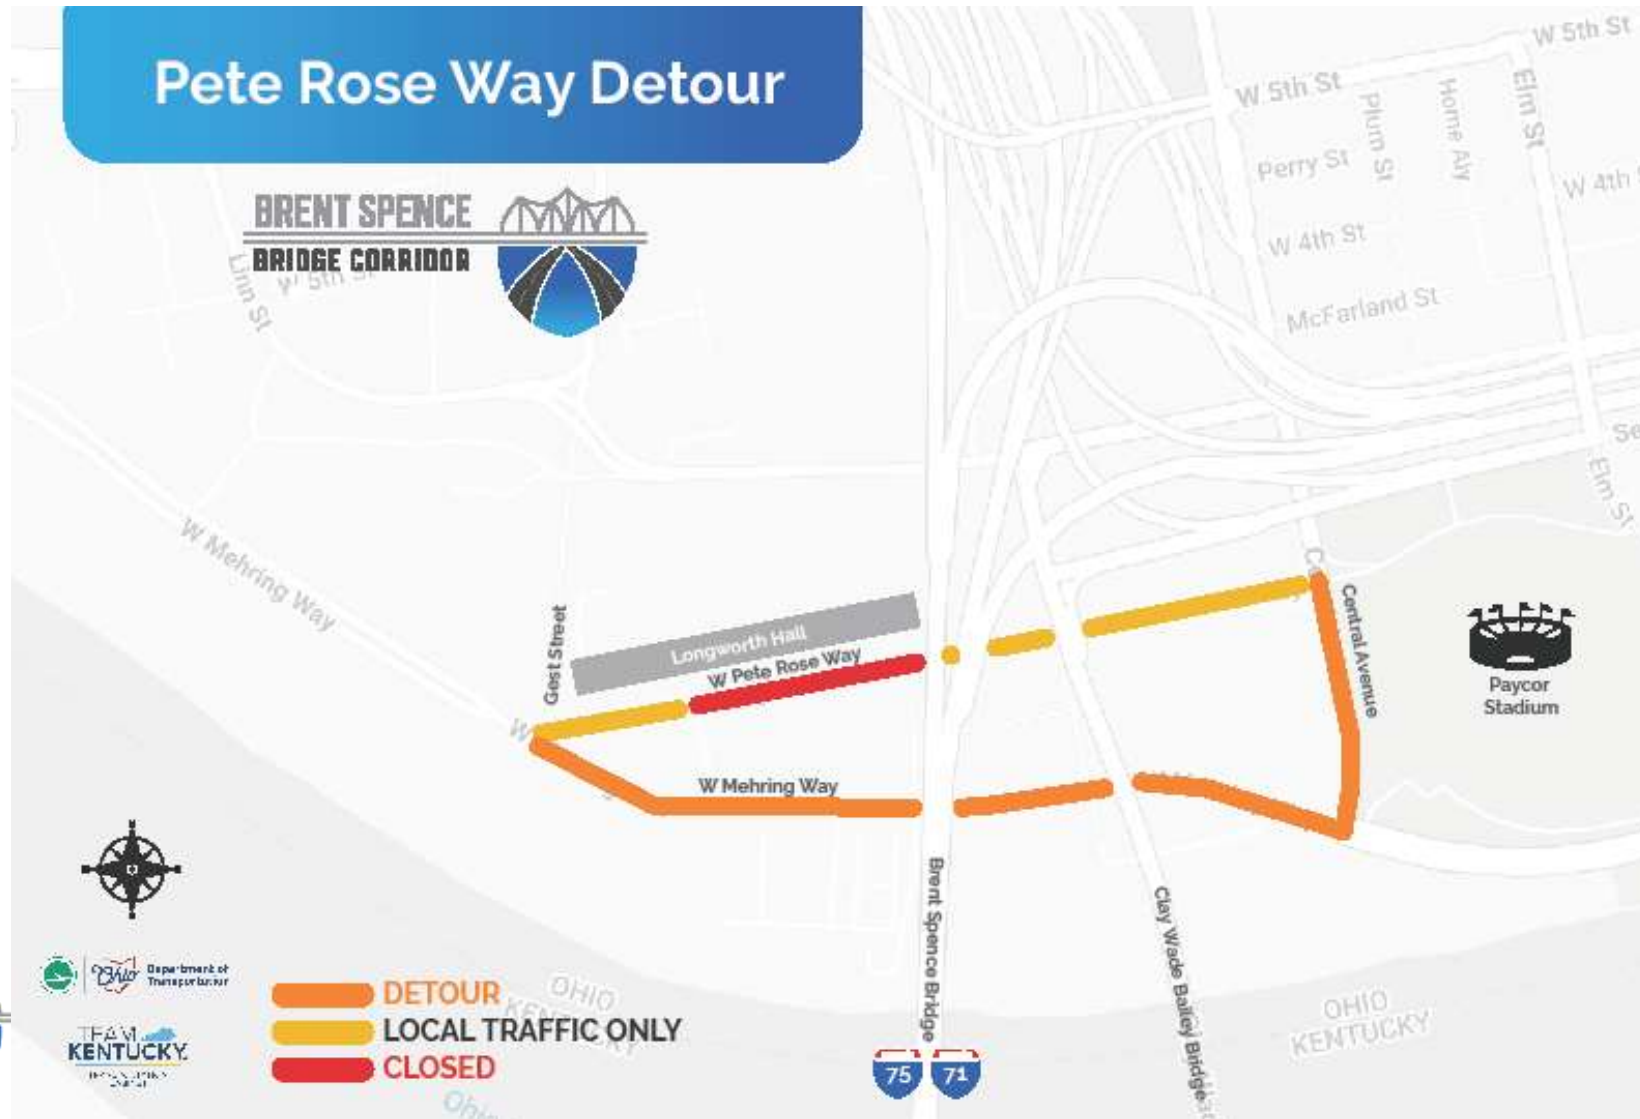 Pete Rose Way Detour
BRENT SPENCE
BRIDGE CORRIDOR
W 5th St
W 5th St
Elm St
Plum St
Home Aly
Perry St
W 4th
W 4th St
McFarland St
Linn St
W 5th St
Se
Elm St
W Mehring Way
Gest Street
Longworth Hall
W Pete Rose Way
Central Avenue
Paycor
Stadium
W Mehring Way
Brent Spence Bridge
Clay Wade Bailey Bridge
Ohio
Department of
Transportation
TEAM
KENTUCKY
DETOUR
LOCAL TRAFFIC ONLY
CLOSED
OHIO
KENTUCKY
OHIO
KENTUCKY
75
71